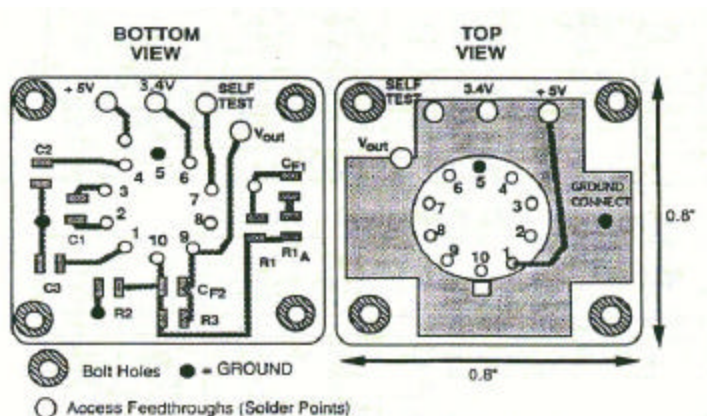 BOTTOM VIEW
+ 5V
3.4V
SELF TEST
Vout
C2
CF1
4
5
6
3
7
2
8
C1
1
10
9
C3
R1
R1A
R2
CF2
R3
TOP VIEW
SELF TEST
3.4V
+ 5V
Vout
6
5
4
7
3
GROUND CONNECT
8
2
9
10
1
0.8"
0.8"
Bolt Holes
= GROUND
Access Feedthroughs (Solder Points)